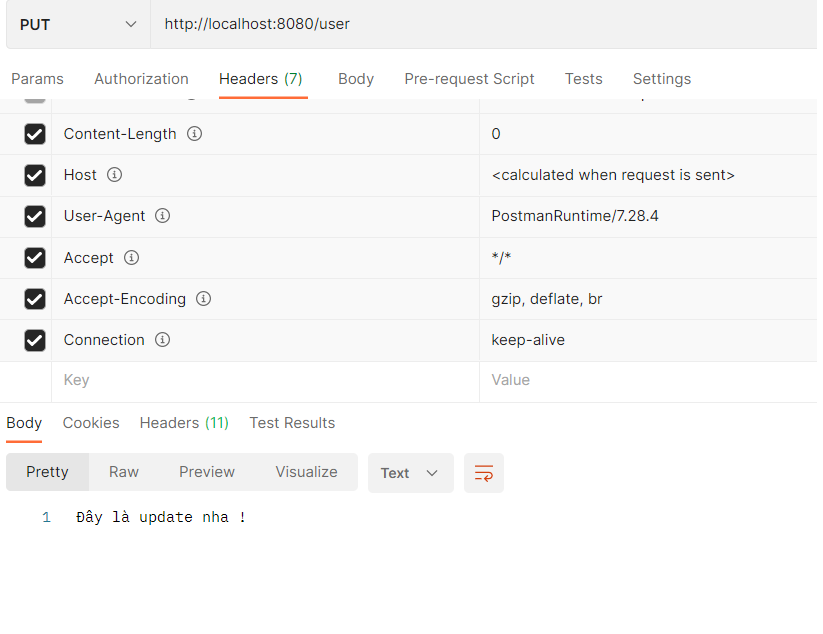 PUT http://localhost:8080/user
Params Authorization Headers (7) Body Pre-request Script Tests Settings
Content-Length 0
Host <calculated when request is sent>
User-Agent PostmanRuntime/7.28.4
Accept */*
Accept-Encoding gzip, deflate, br
Connection keep-alive
Key Value
Body Cookies Headers (11) Test Results
Pretty Raw Preview Visualize Text
1 Đây là update nha !